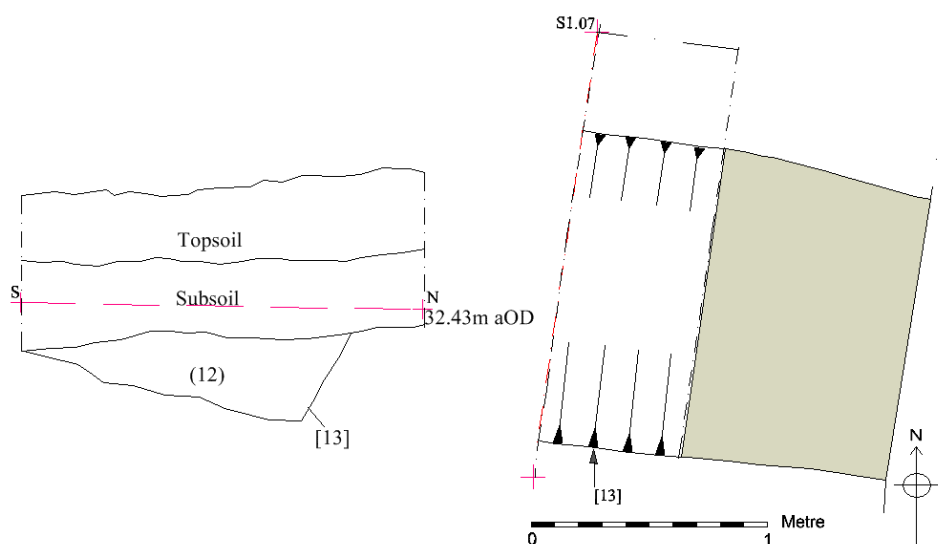 S1.07
Topsoil
S
Subsoil
N
32.43m aOD
(12)
[13]
[13]
N
Metre
0
1